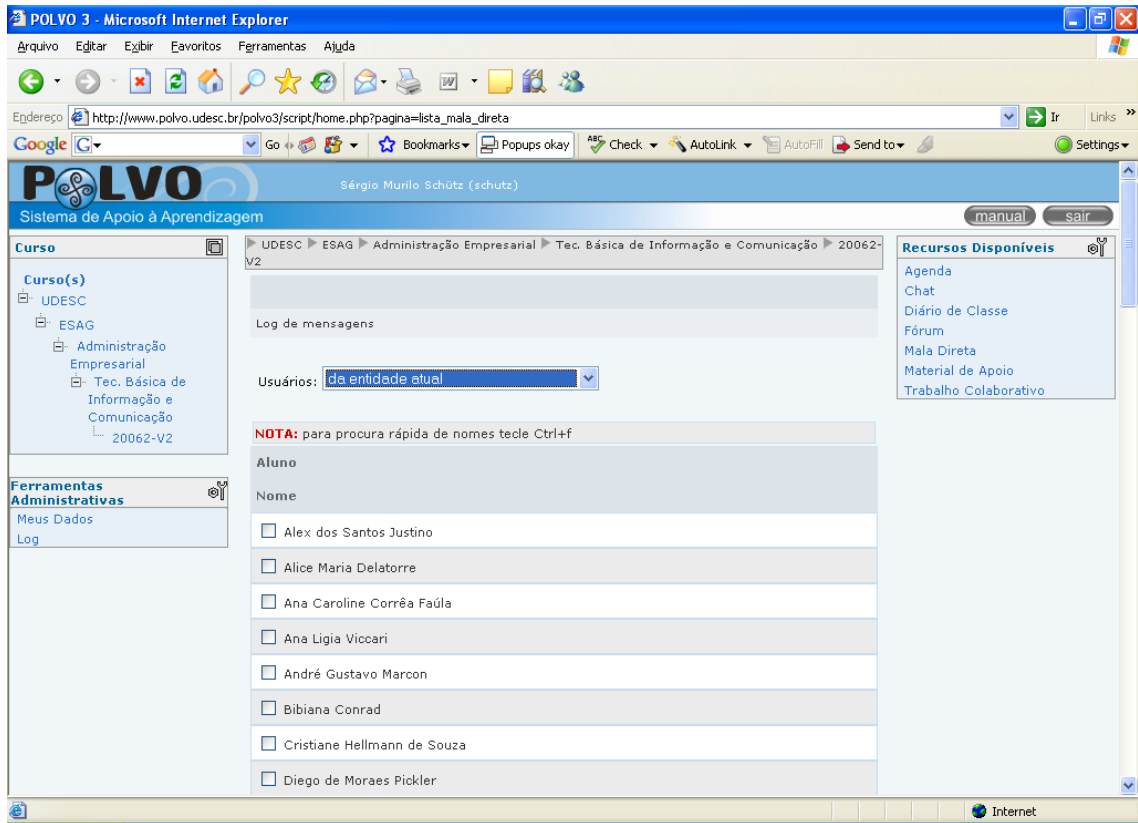 POLVO 3 - Microsoft Internet Explorer
Arquivo Editar Exibir Favoritos Ferramentas Ajuda
Endereço http://www.polvo.udesc.br/polvo3/script/home.php?pagina=lista_mala_direta Ir Links »
Google G Go Bookmarks Popups okay ABC Check AutoLink AutoFill Send to Settings
POLVO
Sérgio Murilo Schütz (schutz)
Sistema de Apoio à Aprendizagem
manual sair
Curso
Curso(s)
UDESC
ESAG
Administração
Empresarial
Tec. Básica de
Informação e
Comunicação
20062-V2
Ferramentas
Administrativas
Meus Dados
Log
UDESC ESAG Administração Empresarial Tec. Básica de Informação e Comunicação 20062-
V2
Log de mensagens
Usuários: da entidade atual
NOTA: para procura rápida de nomes tecle Ctrl+f
Aluno
Nome
Alex dos Santos Justino
Alice Maria Delatorre
Ana Caroline Corrêa Faúla
Ana Ligia Viccari
André Gustavo Marcon
Bibiana Conrad
Cristiane Hellmann de Souza
Diego de Moraes Pickler
Recursos Disponíveis
Agenda
Chat
Diário de Classe
Fórum
Mala Direta
Material de Apoio
Trabalho Colaborativo
Internet